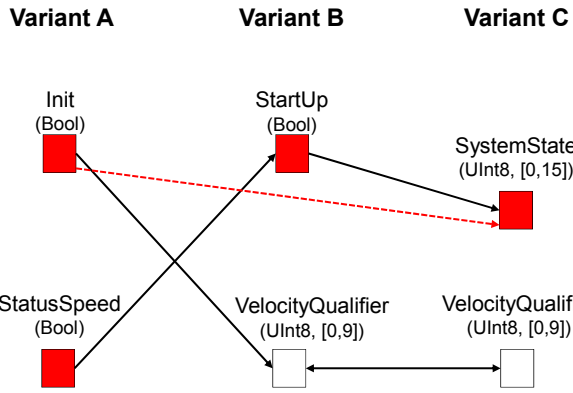 Variant A Variant B Variant C
Init
(Bool)
StartUp
(Bool)
SystemState
(UInt8, [0,15])
StatusSpeed
(Bool)
VelocityQualifier
(UInt8, [0,9])
VelocityQualif
(UInt8, [0,9])